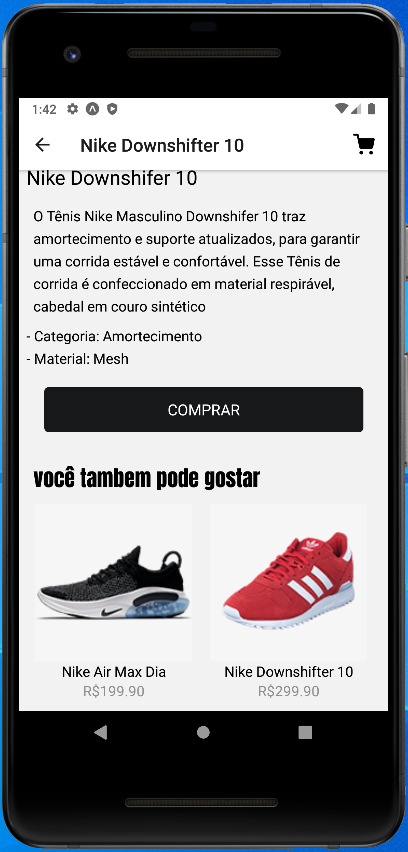 1:42
Nike Downshifter 10
Nike Downshifer 10
O Tênis Nike Masculino Downshifer 10 traz
amortecimento e suporte atualizados, para garantir
uma corrida estável e confortável. Esse Tênis de
corrida é confeccionado em material respirável,
cabedal em couro sintético
- Categoria: Amortecimento
- Material: Mesh
COMPRAR
você tambem pode gostar
Nike Air Max Dia
Nike Downshifter 10
R$199.90
R$299.90